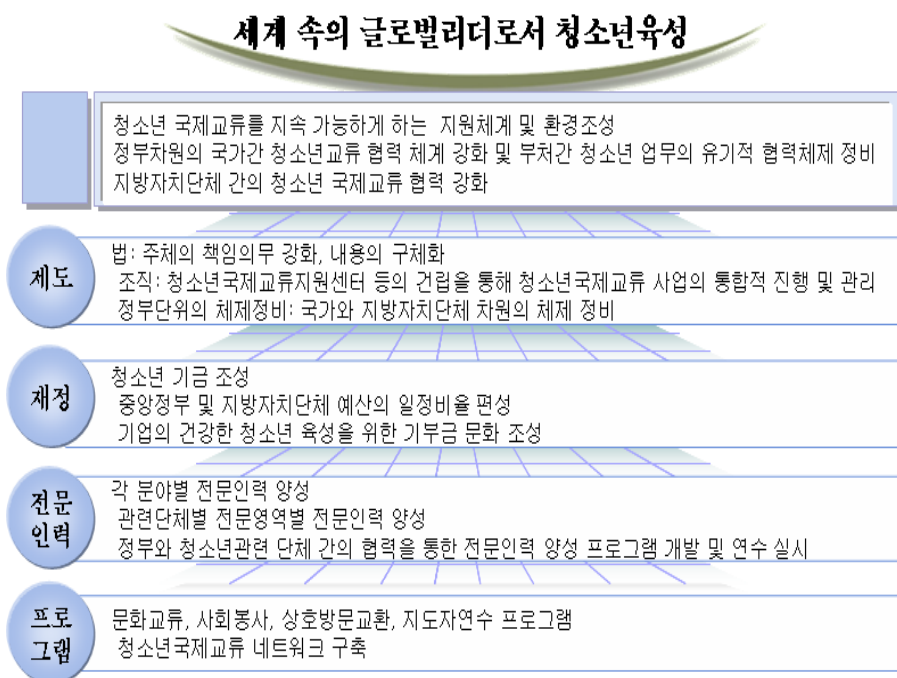 세계 속의 글로벌리더로서 청소년육성
청소년 국제교류를 지속 가능하게 하는 지원체계 및 환경조성
정부차원의 국가간 청소년교류 협력 체계 강화 및 부처간 청소년 업무의 유기적 협력체제 정비
지방자치단체 간의 청소년 국제교류 협력 강화
제도
법: 주체의 책임의무 강화, 내용의 구체화
조직: 청소년국제교류지원센터 등의 건립을 통해 청소년국제교류 사업의 통합적 진행 및 관리
정부단위의 체제정비: 국가와 지방자치단체 차원의 체제 정비
재정
청소년 기금 조성
중앙정부 및 지방자치단체 예산의 일정비율 편성
기업의 건강한 청소년 육성을 위한 기부금 문화 조성
전문
인력
각 분야별 전문인력 양성
관련단체별 전문영역별 전문인력 양성
정부와 청소년관련 단체 간의 협력을 통한 전문인력 양성 프로그램 개발 및 연수 실시
프로
그램
문화교류, 사회봉사, 상호방문교환, 지도자연수 프로그램
청소년국제교류 네트워크 구축